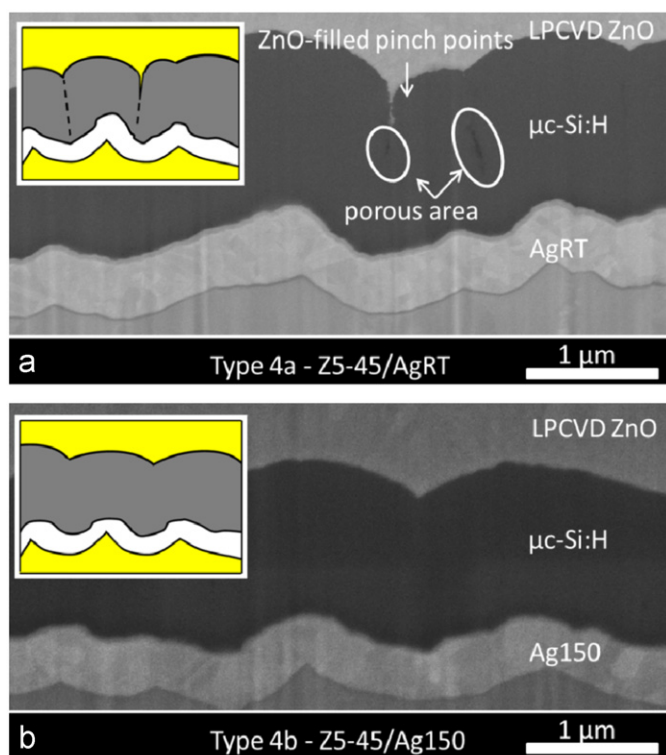 ZnO-filled pinch points
LPCVD ZnO
μc-Si:H
porous area
AgRT
a
Type 4a - Z5-45/AgRT
1 μm
LPCVD ZnO
μc-Si:H
Ag150
b
Type 4b - Z5-45/Ag150
1 μm